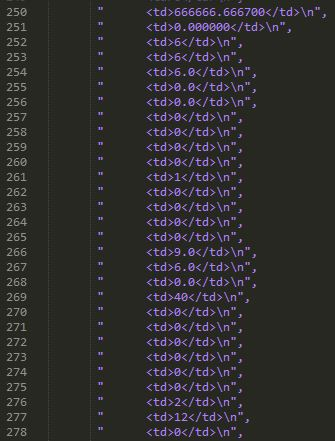 250 "      <td>666666.666700</td>\n",
251 "      <td>0.000000</td>\n",
252 "      <td>6</td>\n",
253 "      <td>6</td>\n",
254 "      <td>6.0</td>\n",
255 "      <td>0.0</td>\n",
256 "      <td>0.0</td>\n",
257 "      <td>0</td>\n",
258 "      <td>0</td>\n",
259 "      <td>0</td>\n",
260 "      <td>0</td>\n",
261 "      <td>1</td>\n",
262 "      <td>0</td>\n",
263 "      <td>0</td>\n",
264 "      <td>0</td>\n",
265 "      <td>0</td>\n",
266 "      <td>9.0</td>\n",
267 "      <td>6.0</td>\n",
268 "      <td>0.0</td>\n",
269 "      <td>40</td>\n",
270 "      <td>0</td>\n",
271 "      <td>0</td>\n",
272 "      <td>0</td>\n",
273 "      <td>0</td>\n",
274 "      <td>0</td>\n",
275 "      <td>0</td>\n",
276 "      <td>2</td>\n",
277 "      <td>12</td>\n",
278 "      <td>0</td>\n",